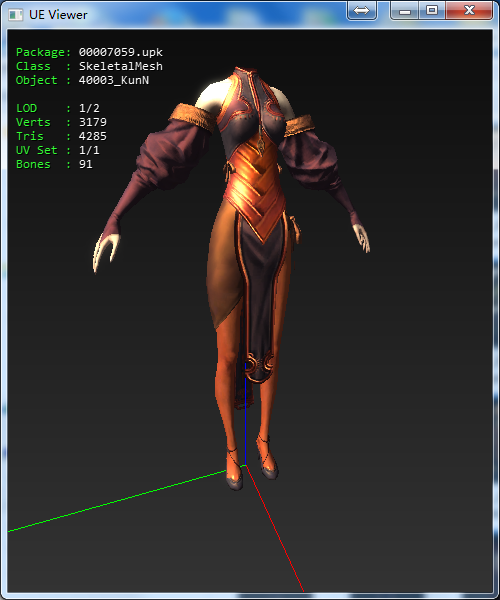 UE Viewer
Package: 00007059.upk
Class : SkeletalMesh
Object : 40003_KunN
LOD : 1/2
Verts : 3179
Tris : 4285
UV Set : 1/1
Bones : 91